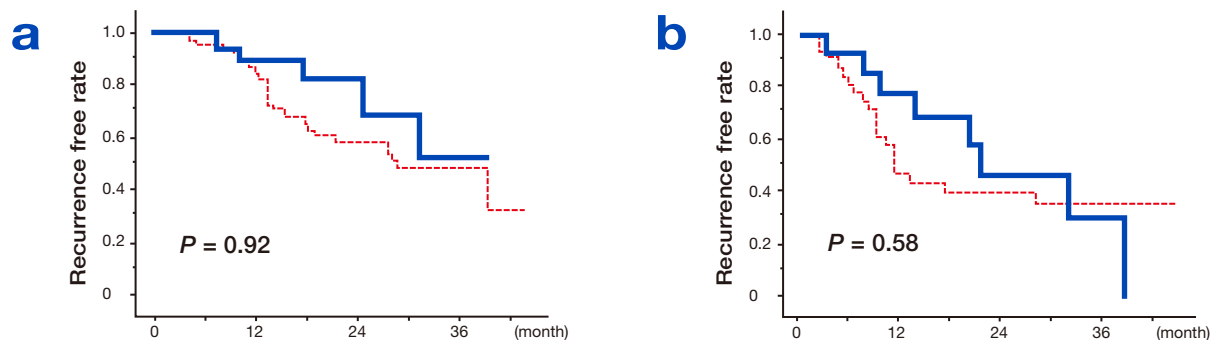 a
Recurrence free rate
1.0
0.8
0.6
0.4
0.2
0
P = 0.92
0 12 24 36 (month)
b
Recurrence free rate
1.0
0.8
0.6
0.4
0.2
0
P = 0.58
0 12 24 36 (month)